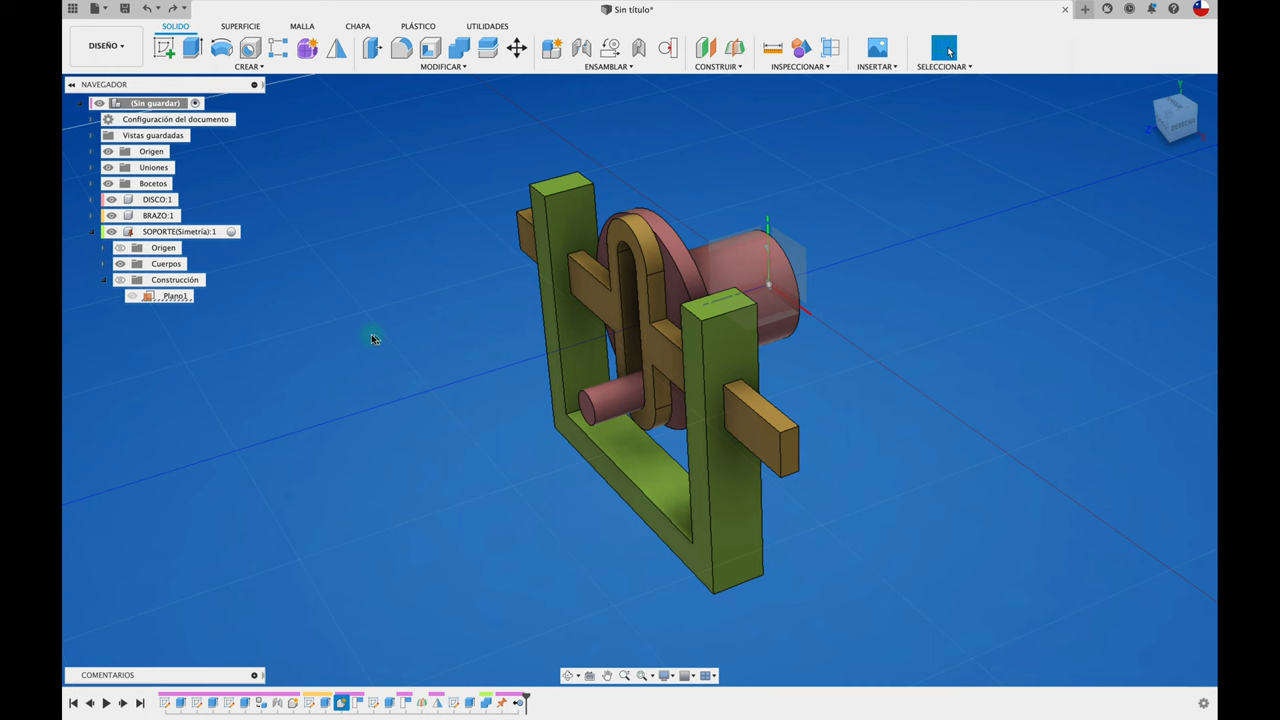 Sin título*
SOLIDO SUPERFICIE MALLA CHAPA PLÁSTICO UTILIDADES
DISEÑO
CREAR MODIFICAR ENSAMBLAR CONSTRUIR INSPECCIONAR INSERTAR SELECCIONAR
NAVEGADOR
(Sin guardar)
Configuración del documento
Vistas guardadas
Origen
Uniones
Bocetos
DISCO:1
BRAZO:1
SOPORTE(Simetría):1
Origen
Cuerpos
Construcción
Plano1
Y
DERECHA
Z
COMENTARIOS